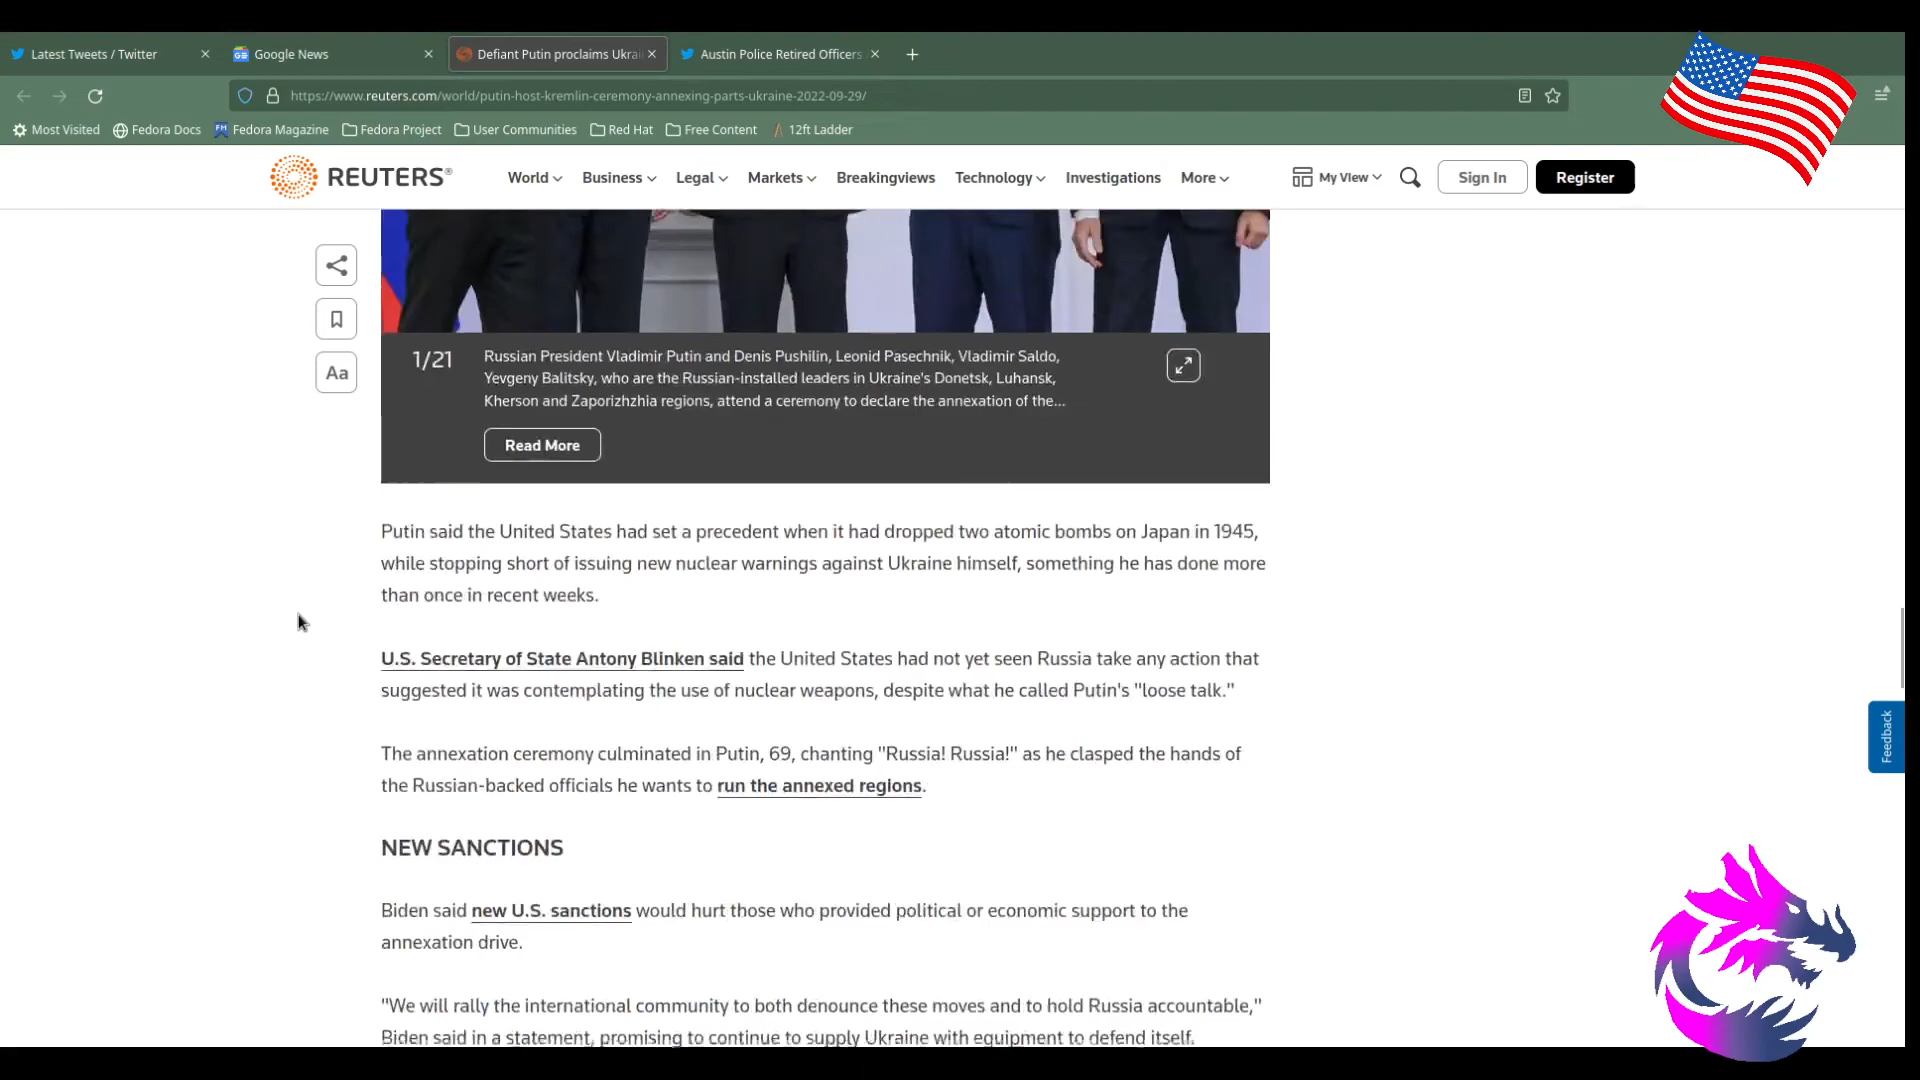 Latest Tweets / Twitter
Google News
Defiant Putin proclaims Ukrai
Austin Police Retired Officers
https://www.reuters.com/world/putin-host-kremlin-ceremony-annexing-parts-ukraine-2022-09-29/
Most Visited
Fedora Docs
Fedora Magazine
Fedora Project
User Communities
Red Hat
Free Content
12ft Ladder
REUTERS®
World
Business
Legal
Markets
Breakingviews
Technology
Investigations
More
My View
Sign In
Register
Aa
1/21
Russian President Vladimir Putin and Denis Pushilin, Leonid Pasechnik, Vladimir Saldo,
Yevgeny Balitsky, who are the Russian-installed leaders in Ukraine's Donetsk, Luhansk,
Kherson and Zaporizhzhia regions, attend a ceremony to declare the annexation of the...
Read More
Putin said the United States had set a precedent when it had dropped two atomic bombs on Japan in 1945,
while stopping short of issuing new nuclear warnings against Ukraine himself, something he has done more
than once in recent weeks.
U.S. Secretary of State Antony Blinken said the United States had not yet seen Russia take any action that
suggested it was contemplating the use of nuclear weapons, despite what he called Putin's "loose talk."
The annexation ceremony culminated in Putin, 69, chanting "Russia! Russia!" as he clasped the hands of
the Russian-backed officials he wants to run the annexed regions.
NEW SANCTIONS
Biden said new U.S. sanctions would hurt those who provided political or economic support to the
annexation drive.
"We will rally the international community to both denounce these moves and to hold Russia accountable,"
Biden said in a statement, promising to continue to supply Ukraine with equipment to defend itself.
Feedback